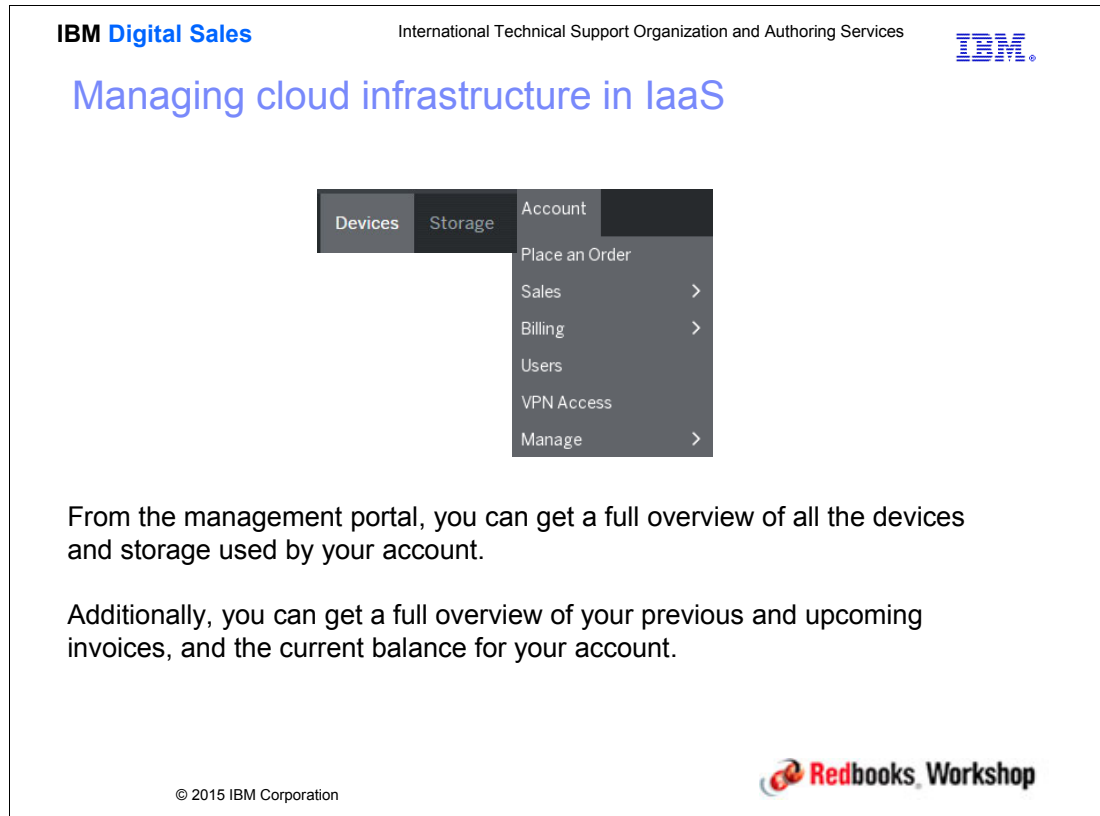 IBM Digital Sales
International Technical Support Organization and Authoring Services
IBM®
Managing cloud infrastructure in IaaS
Devices
Storage
Account
Place an Order
Sales
Billing
Users
VPN Access
Manage
From the management portal, you can get a full overview of all the devices
and storage used by your account.
Additionally, you can get a full overview of your previous and upcoming
invoices, and the current balance for your account.
© 2015 IBM Corporation
Redbooks® Workshop